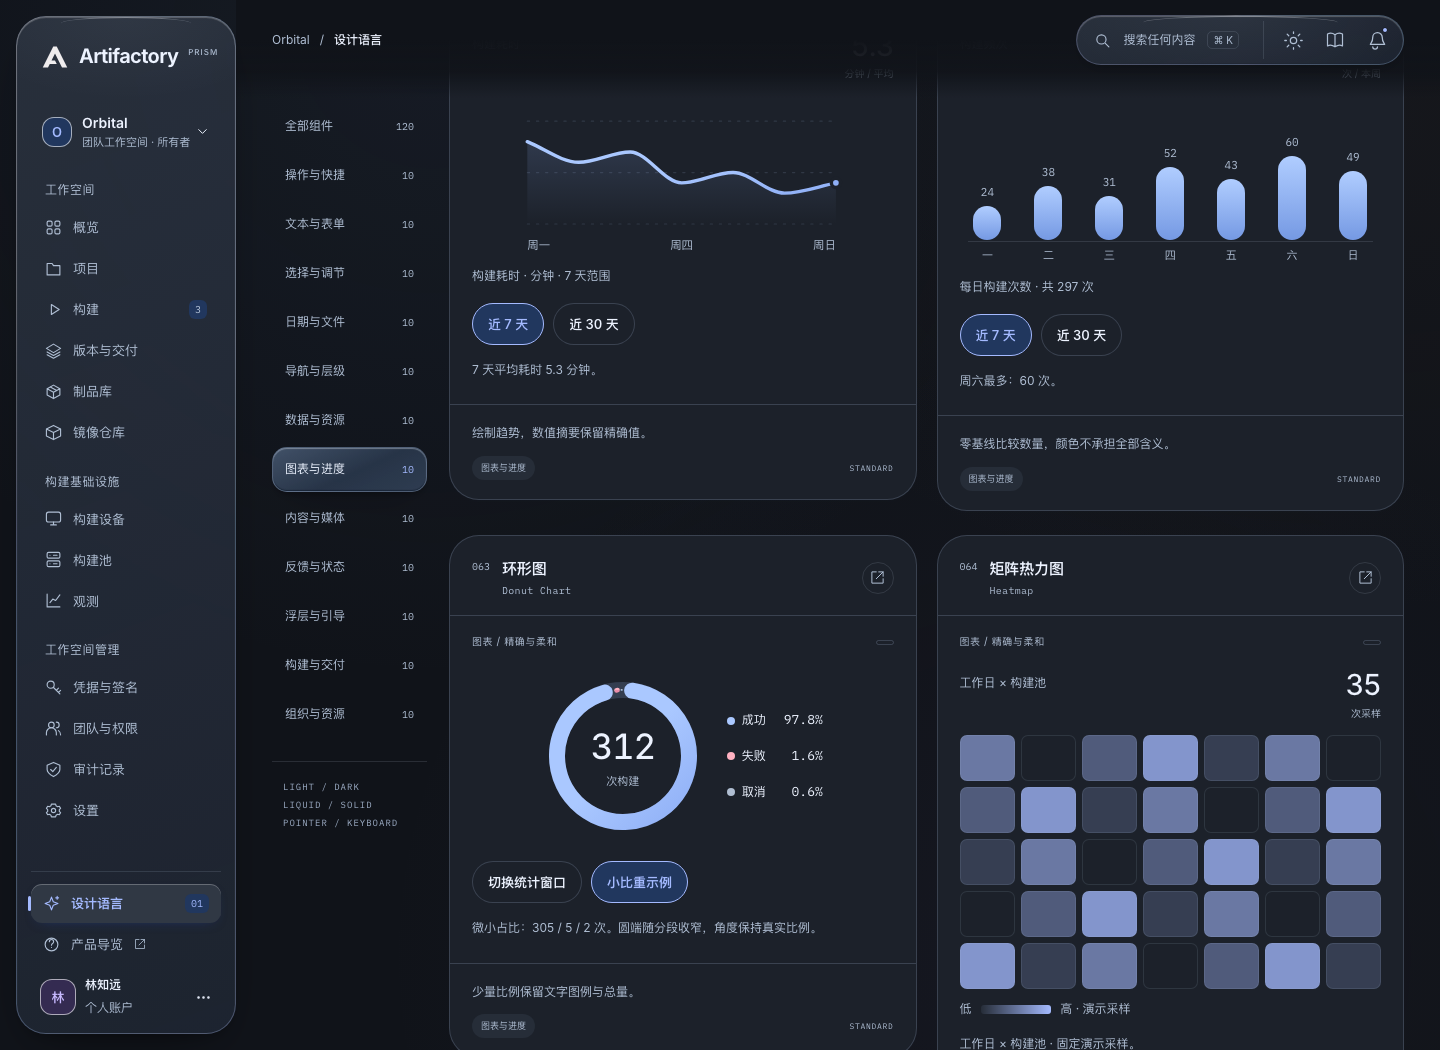 Artifactory PRISM
O
Orbital
团队工作空间 · 所有者
工作空间
概览
项目
构建 3
版本与交付
制品库
镜像仓库
构建基础设施
构建设备
构建池
观测
工作空间管理
凭据与签名
团队与权限
审计记录
设置
设计语言 01
产品导览
林
林知远
个人账户
Orbital / 设计语言
搜索任何内容 ⌘ K
全部组件 120
操作与快捷 10
文本与表单 10
选择与调节 10
日期与文件 10
导航与层级 10
数据与资源 10
图表与进度 10
内容与媒体 10
反馈与状态 10
浮层与引导 10
构建与交付 10
组织与资源 10
LIGHT / DARK
LIQUID / SOLID
POINTER / KEYBOARD
5.3
分钟 / 平均
周一 周四 周日
构建耗时 · 分钟 · 7 天范围
近 7 天 近 30 天
7 天平均耗时 5.3 分钟。
绘制趋势，数值摘要保留精确值。
图表与进度 STANDARD
次 / 本周
24 38 31 52 43 60 49
一 二 三 四 五 六 日
每日构建次数 · 共 297 次
近 7 天 近 30 天
周六最多：60 次。
零基线比较数量，颜色不承担全部含义。
图表与进度 STANDARD
063 环形图
Donut Chart
图表 / 精确与柔和
312
次构建
成功 97.8%
失败 1.6%
取消 0.6%
切换统计窗口 小比重示例
微小占比：305 / 5 / 2 次。圆端随分段收窄，角度保持真实比例。
少量比例保留文字图例与总量。
图表与进度 STANDARD
064 矩阵热力图
Heatmap
图表 / 精确与柔和
工作日 × 构建池 35
次采样
低 高 · 演示采样
工作日 × 构建池 · 固定演示采样。